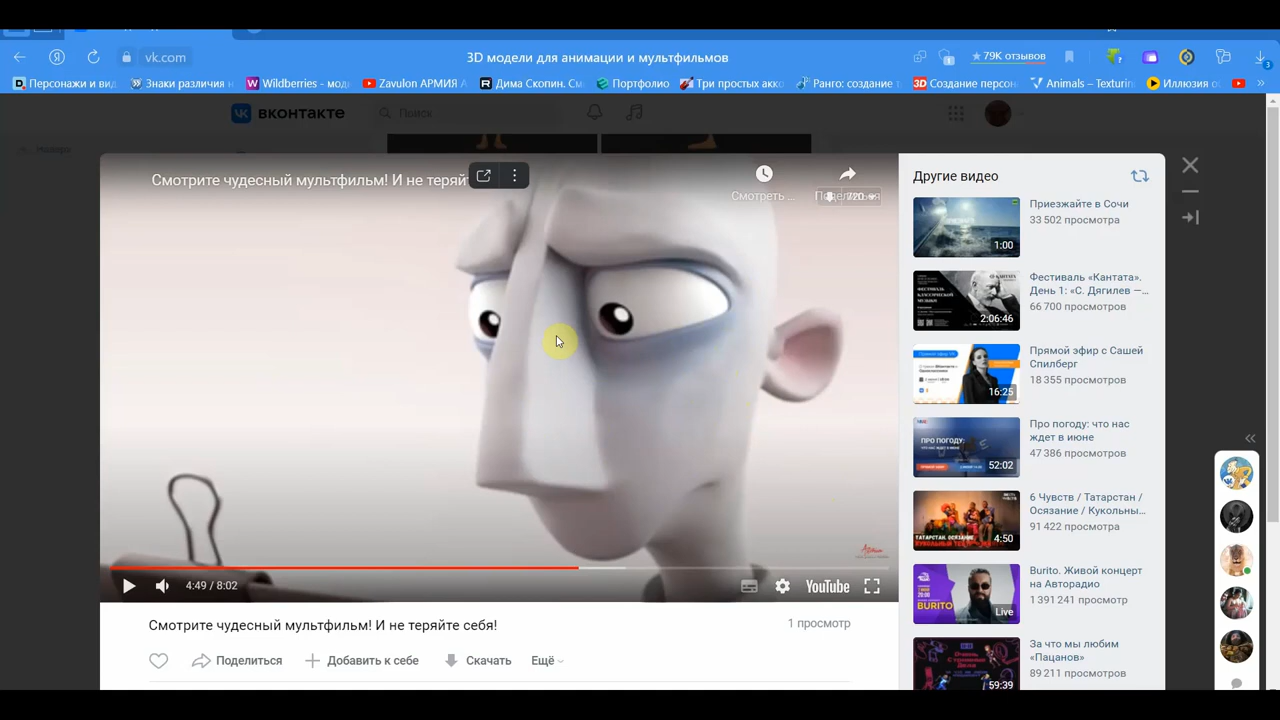 vk.com
3D модели для анимации и мультфильмов
★ 79K отзывов
Персонажи и вид
Знаки различия н
Wildberries - мод
Zavulon АРМИЯ
Дима Скопин. См
Портфолио
Три простых акко
Ранго: создание т
3D Создание персон
Animals – Texturin
Иллюзия о
вконтакте
Поиск
Смотрите чудесный мультфильм! И не теряйт
Смотреть ...
Поделиться
720
4:49 / 8:02
YouTube
Смотрите чудесный мультфильм! И не теряйте себя!
1 просмотр
Поделиться
Добавить к себе
Скачать
Ещё
Другие видео
Приезжайте в Сочи
33 502 просмотра
1:00
Фестиваль «Кантата».
День 1: «С. Дягилев —...
66 700 просмотров
2:06:46
Прямой эфир с Сашей
Спилберг
18 355 просмотров
16:25
Про погоду: что нас
ждет в июне
47 386 просмотров
ПРО ПОГОДУ:
52:02
6 Чувств / Татарстан /
Осязание / Кукольны...
91 422 просмотра
4:50
Burito. Живой концерт
на Авторадио
1 391 241 просмотр
BURITO
Live
За что мы любим
«Пацанов»
89 211 просмотров
59:39